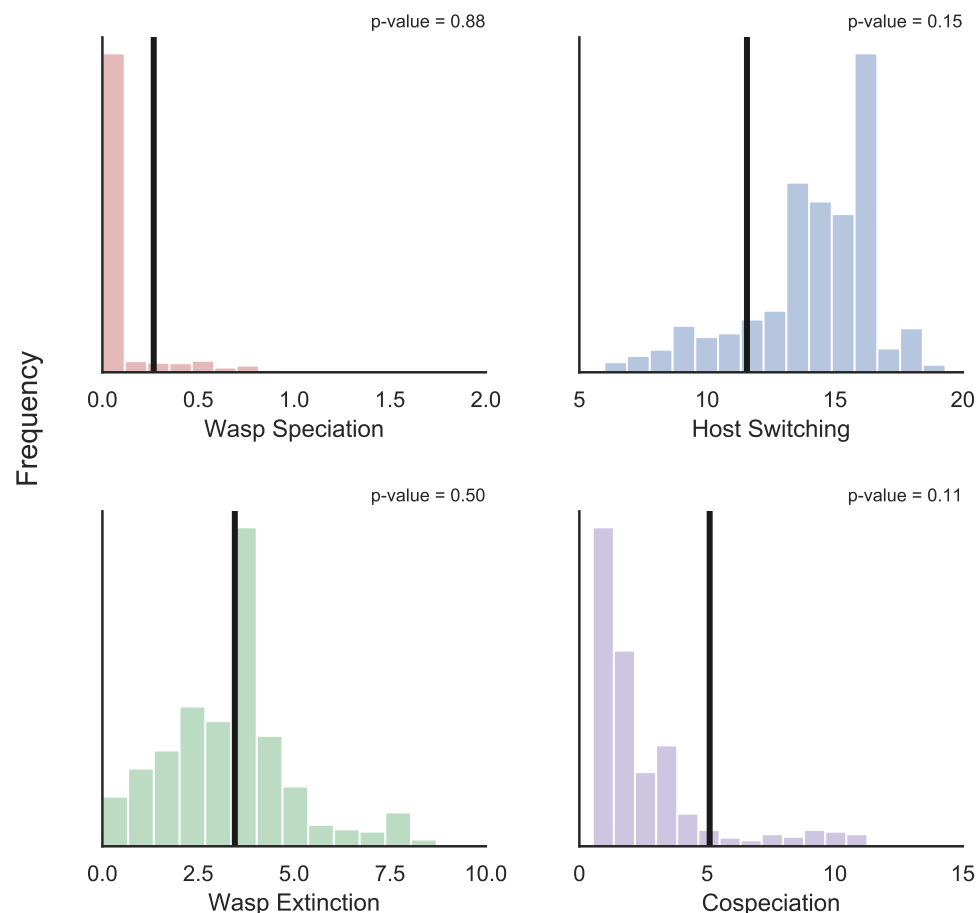 p-value = 0.88
0.0 0.5 1.0 1.5 2.0
Wasp Speciation
p-value = 0.15
5 10 15 20
Host Switching
Frequency
p-value = 0.50
0.0 2.5 5.0 7.5 10.0
Wasp Extinction
p-value = 0.11
0 5 10 15
Cospeciation